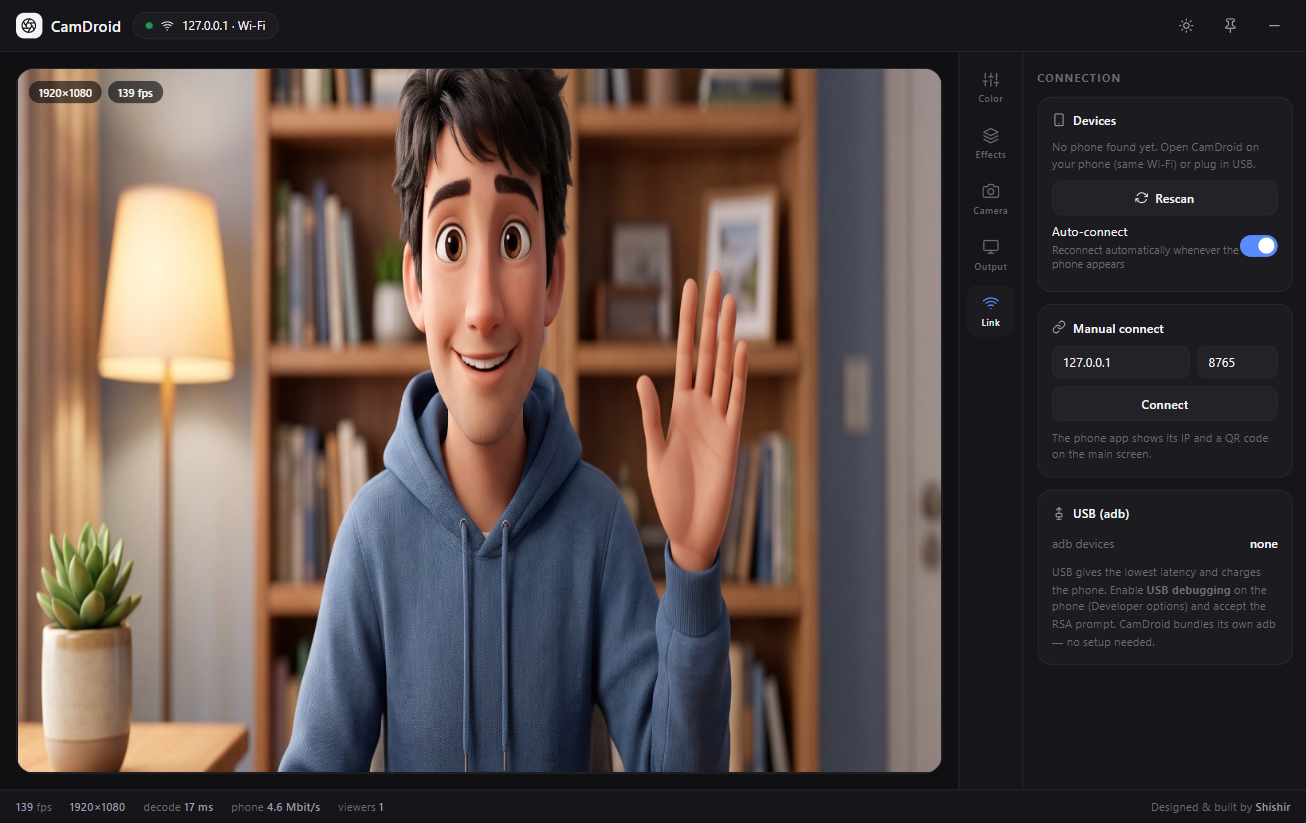 CamDroid
127.0.0.1 · Wi-Fi
1920×1080
139 fps
Color
Effects
Camera
Output
Link
CONNECTION
Devices
No phone found yet. Open CamDroid on
your phone (same Wi-Fi) or plug in USB.
Rescan
Auto-connect
Reconnect automatically whenever the
phone appears
Manual connect
127.0.0.1
8765
Connect
The phone app shows its IP and a QR code
on the main screen.
USB (adb)
adb devices none
USB gives the lowest latency and charges
the phone. Enable USB debugging on the
phone (Developer options) and accept the
RSA prompt. CamDroid bundles its own adb
— no setup needed.
139 fps 1920×1080 decode 17 ms phone 4.6 Mbit/s viewers 1
Designed & built by Shishir